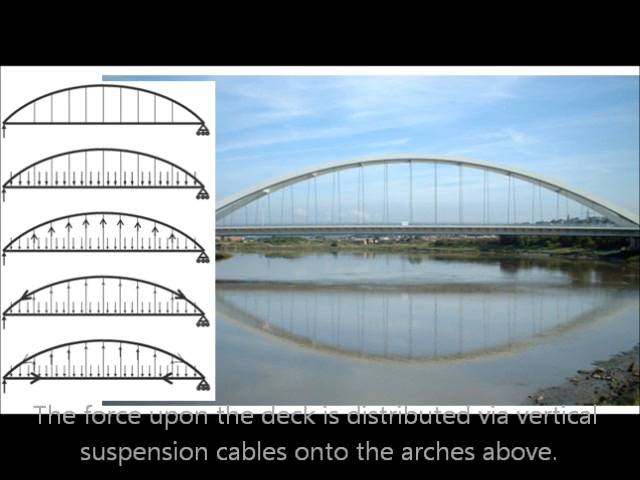 The force upon the deck is distributed via vertical
suspension cables onto the arches above.